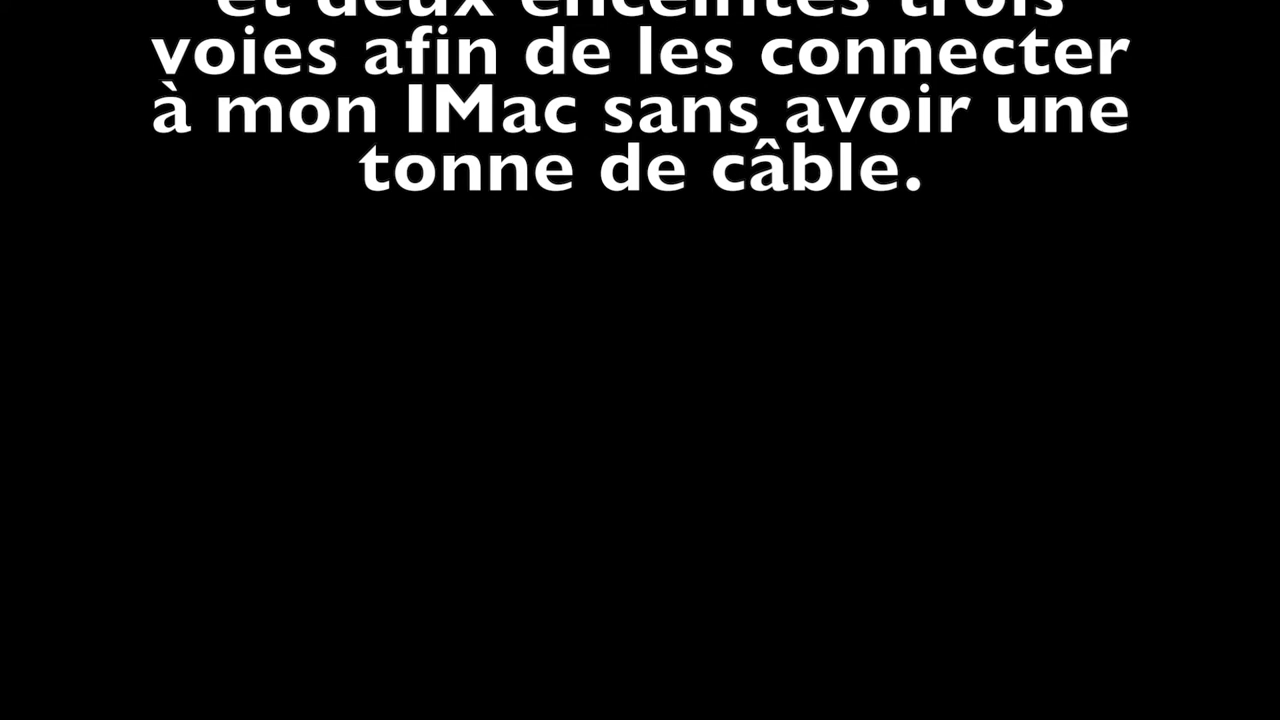 et deux enceintes trois
voies afin de les connecter
à mon IMac sans avoir une
tonne de câble.